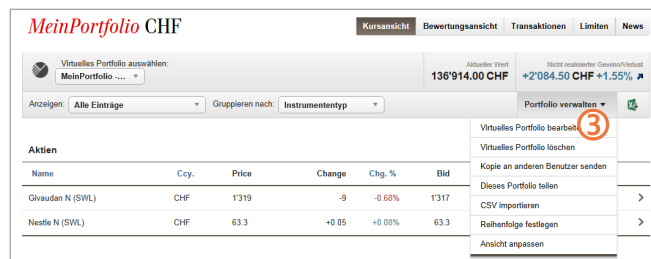 MeinPortfolio CHF
Kursansicht Bewertungsansicht Transaktionen Limiten News
Virtuelles Portfolio auswählen:
MeinPortfolio -...
Aktueller Wert
136'914.00 CHF
Nicht realisierter Gewinn/Verlust
+2'084.50 CHF +1.55%
Anzeigen: Alle Einträge Gruppieren nach: Instrumententyp Portfolio verwalten
Virtuelles Portfolio bearbeite
3
Virtuelles Portfolio löschen
Kopie an anderen Benutzer senden
Dieses Portfolio teilen
CSV importieren
Reihenfolge festlegen
Ansicht anpassen
Aktien
Name Ccy. Price Change Chg. % Bid
Givaudan N (SWL) CHF 1'319 -9 -0.68% 1'317
Nestle N (SWL) CHF 63.3 +0.05 +0.08% 63.3